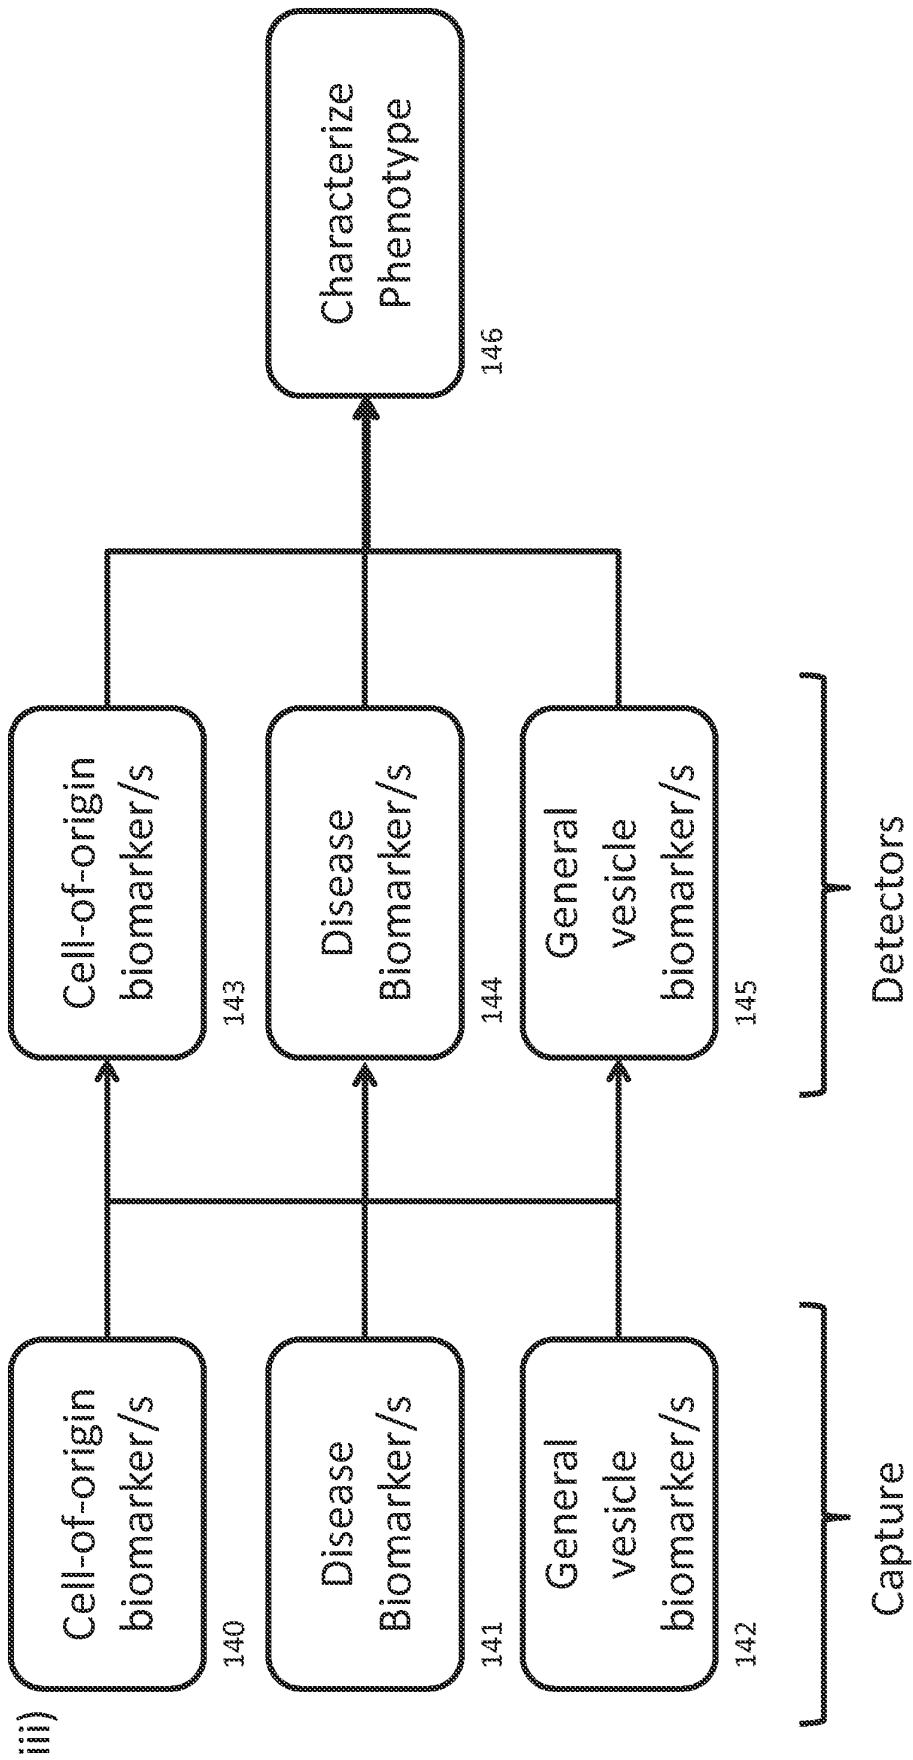 iii)
Cell-of-origin
biomarker/s
140
Disease
Biomarker/s
141
General
vesicle
biomarker/s
142
Capture
Cell-of-origin
biomarker/s
143
Disease
Biomarker/s
144
General
vesicle
biomarker/s
145
Detectors
Characterize
Phenotype
146